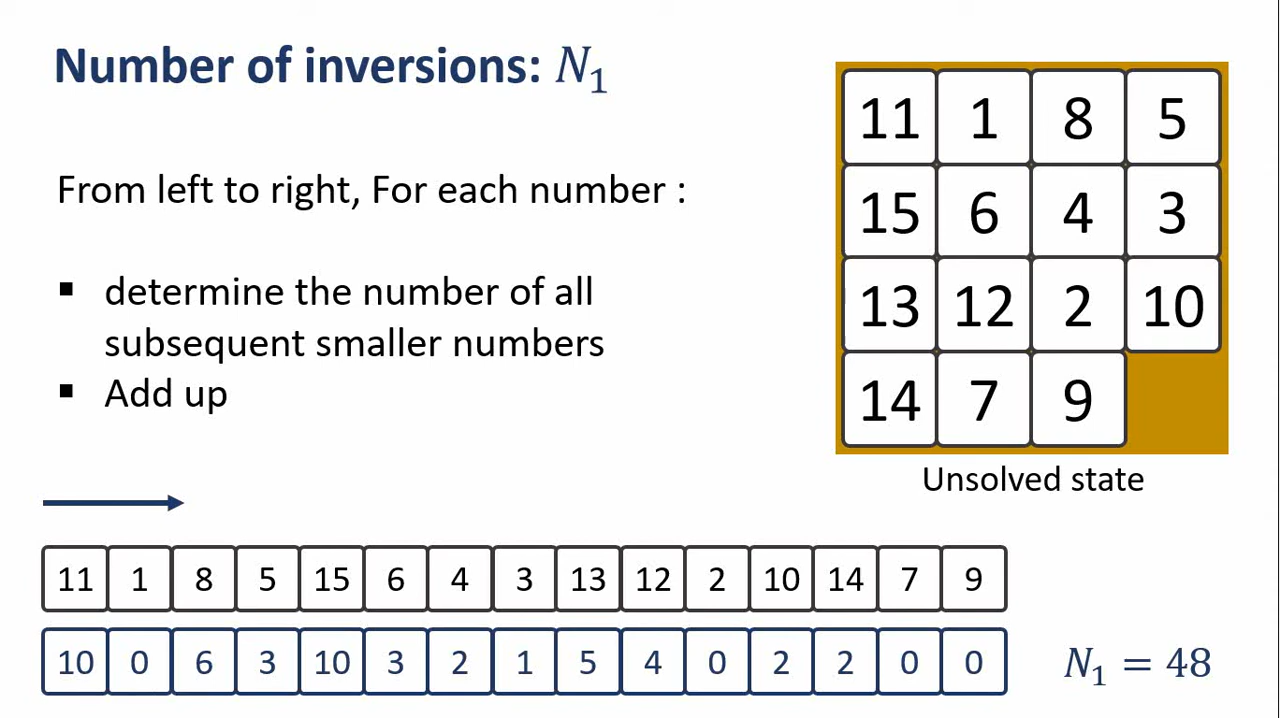 Number of inversions: N₁
From left to right, For each number :
▪ determine the number of all
subsequent smaller numbers
▪ Add up
11 1 8 5
15 6 4 3
13 12 2 10
14 7 9
Unsolved state
11 1 8 5 15 6 4 3 13 12 2 10 14 7 9
10 0 6 3 10 3 2 1 5 4 0 2 2 0 0
N₁ = 48